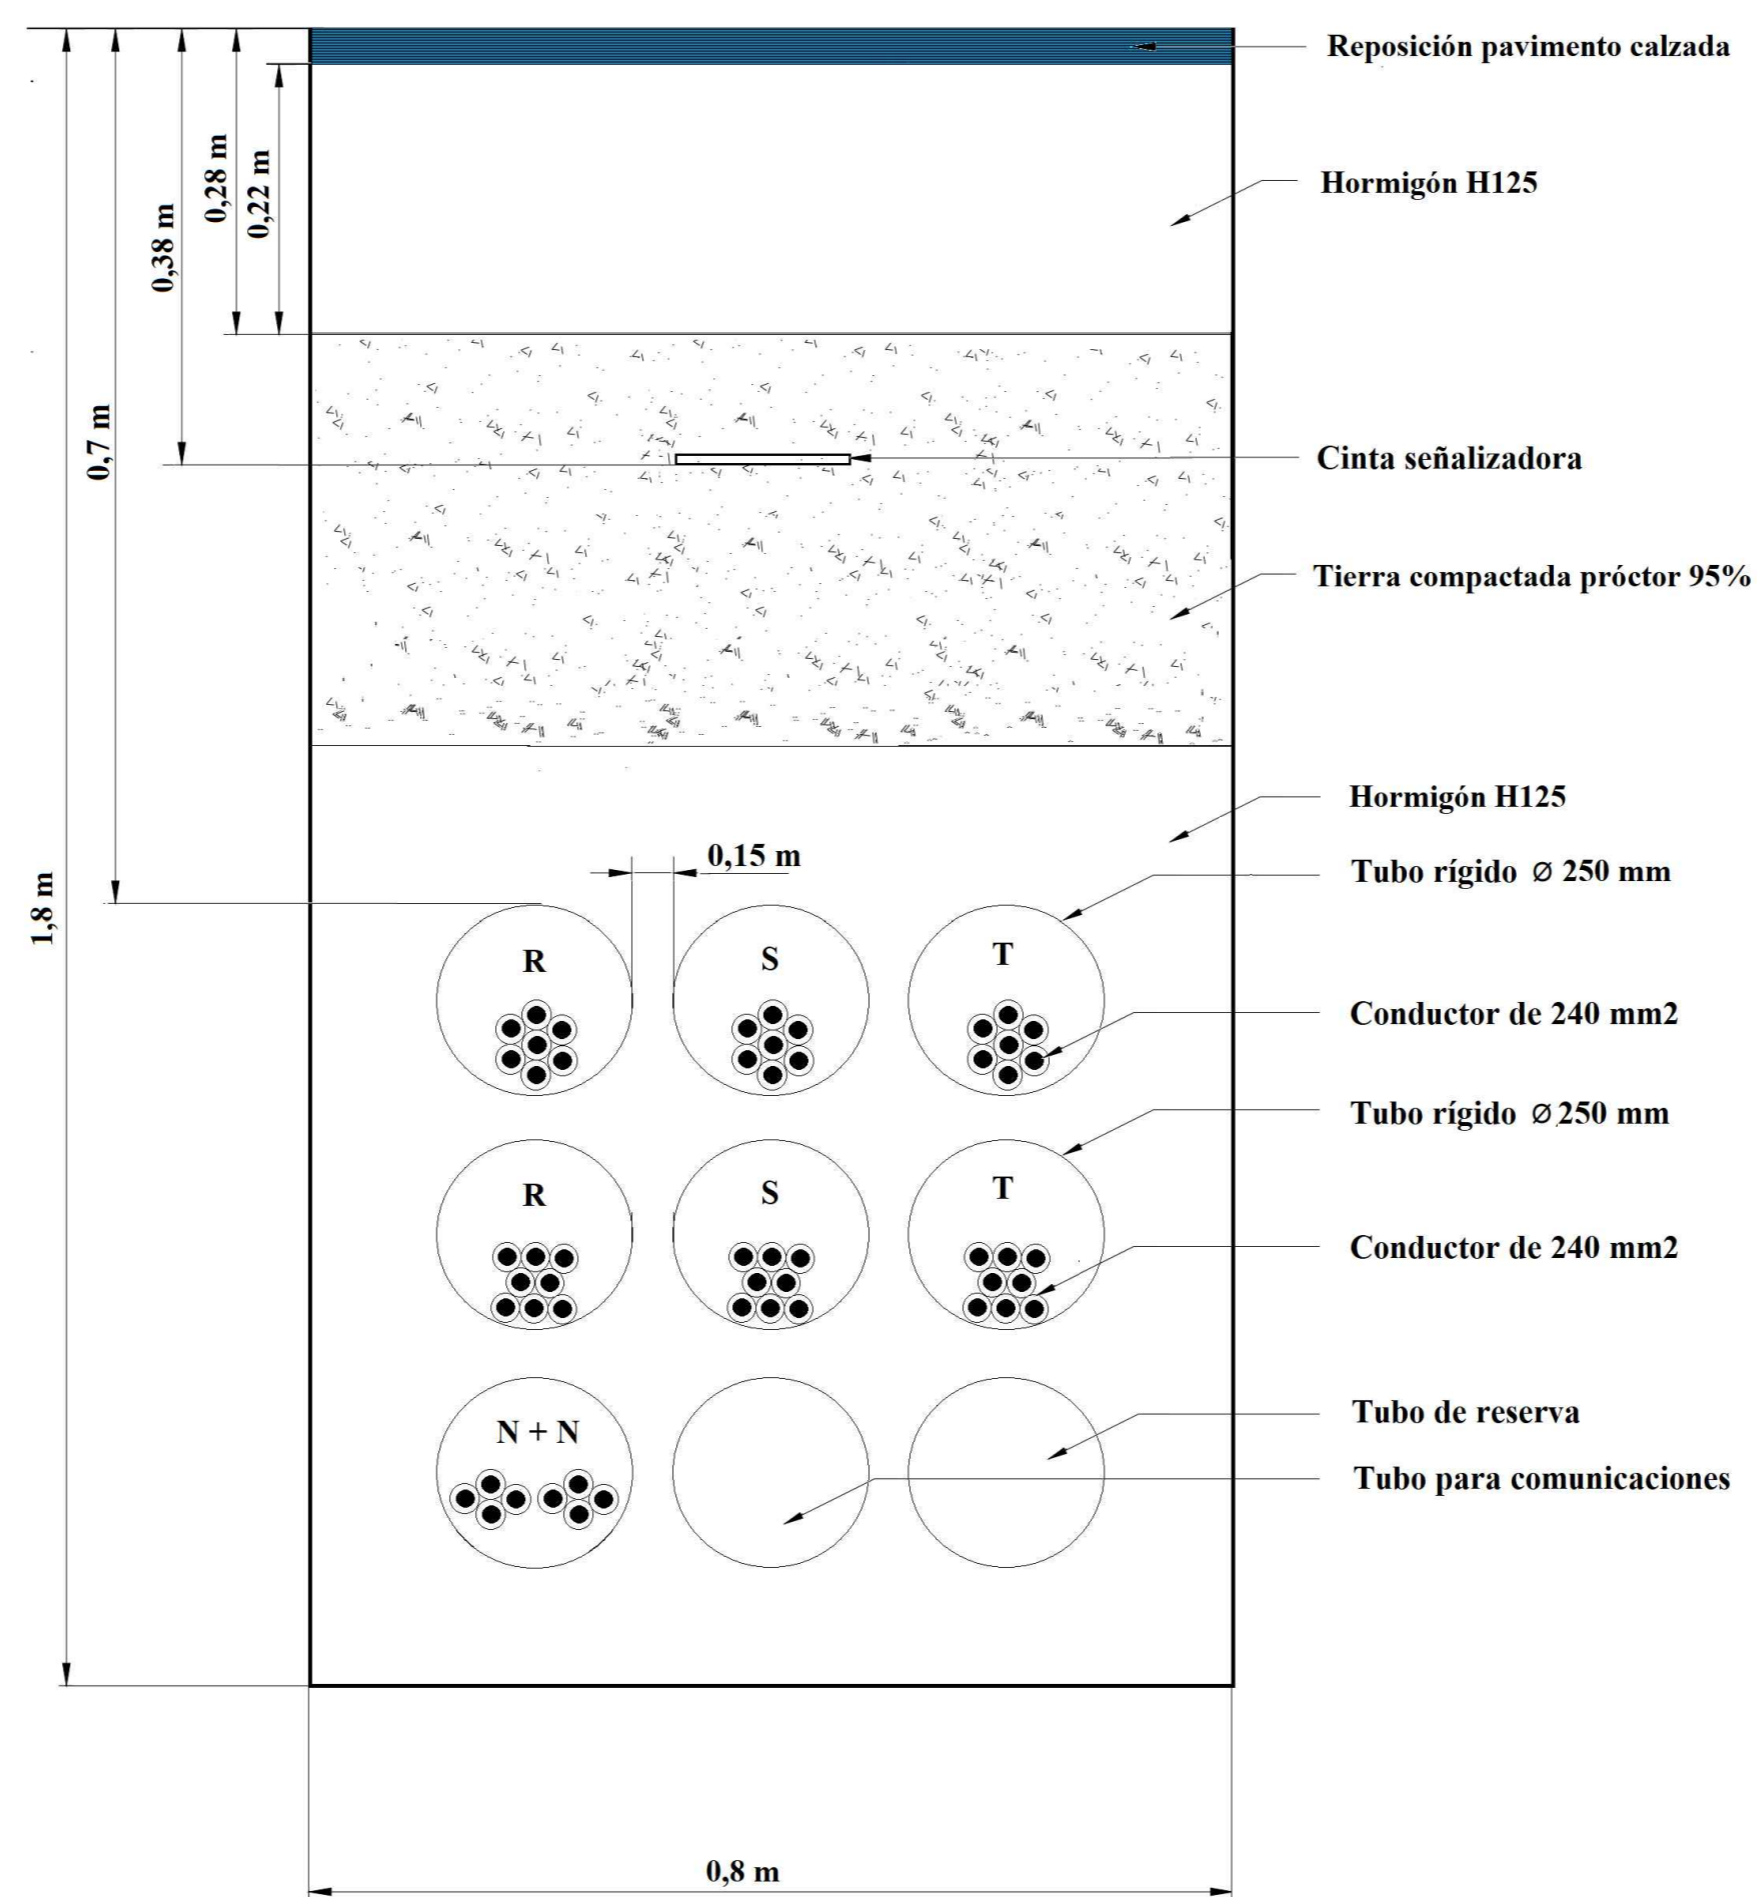 Reposición pavimento calzada
0,28 m
0,22 m
Hormigón H125
0,38 m
0,7 m
Cinta señalizadora
Tierra compactada próctor 95%
Hormigón H125
0,15 m
Tubo rígido ∅ 250 mm
1,8 m
R
S
T
Conductor de 240 mm2
Tubo rígido ∅ 250 mm
R
S
T
Conductor de 240 mm2
Tubo de reserva
N + N
Tubo para comunicaciones
0,8 m